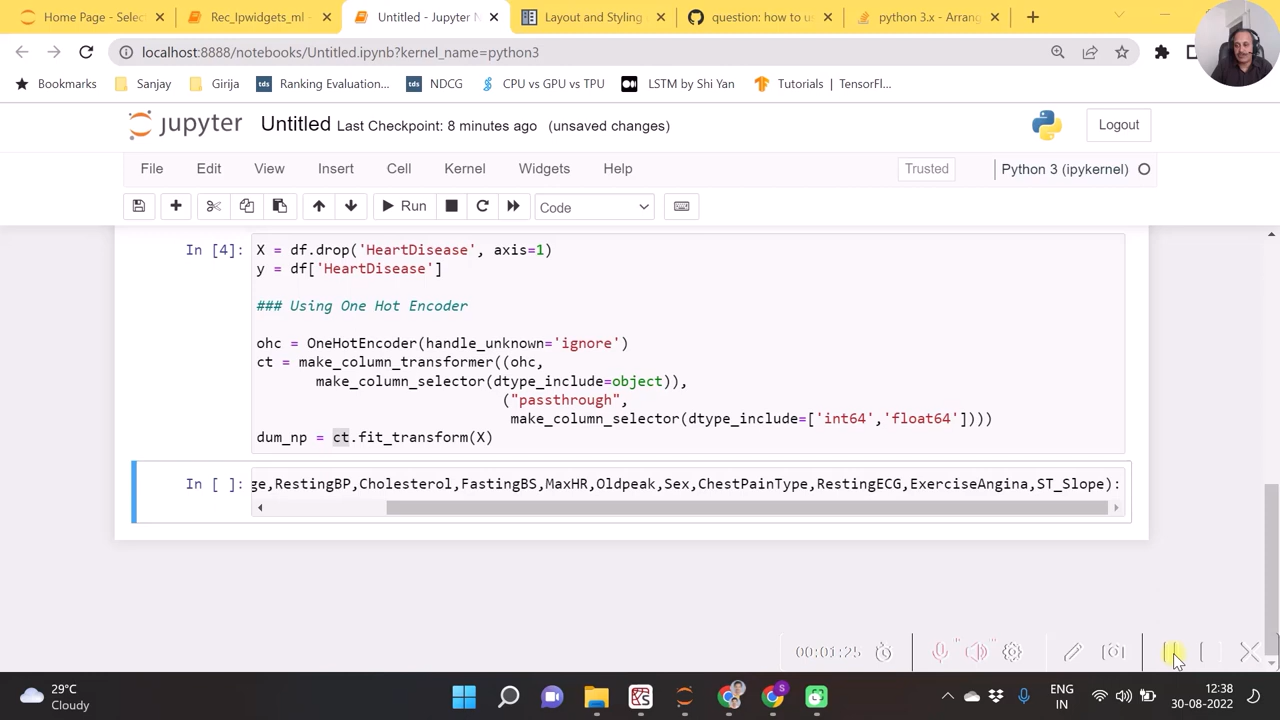 Home Page - Selec
Rec_Ipwidgets_ml -
Untitled - Jupyter N
Layout and Styling
question: how to u
python 3.x - Arrang
localhost:8888/notebooks/Untitled.ipynb?kernel_name=python3
Bookmarks
Sanjay
Girija
tds Ranking Evaluation...
tds NDCG
CPU vs GPU vs TPU
LSTM by Shi Yan
Tutorials | TensorFl...
jupyter Untitled Last Checkpoint: 8 minutes ago (unsaved changes)
Logout
File Edit View Insert Cell Kernel Widgets Help
Trusted
Python 3 (ipykernel)
Run
Code
In [4]: X = df.drop('HeartDisease', axis=1)
y = df['HeartDisease']
### Using One Hot Encoder
ohc = OneHotEncoder(handle_unknown='ignore')
ct = make_column_transformer((ohc,
make_column_selector(dtype_include=object)),
("passthrough",
make_column_selector(dtype_include=['int64','float64'])))
dum_np = ct.fit_transform(X)
In [ ]: ge,RestingBP,Cholesterol,FastingBS,MaxHR,Oldpeak,Sex,ChestPainType,RestingECG,ExerciseAngina,ST_Slope):
00:01:25
29°C
Cloudy
ENG
IN
12:38
30-08-2022